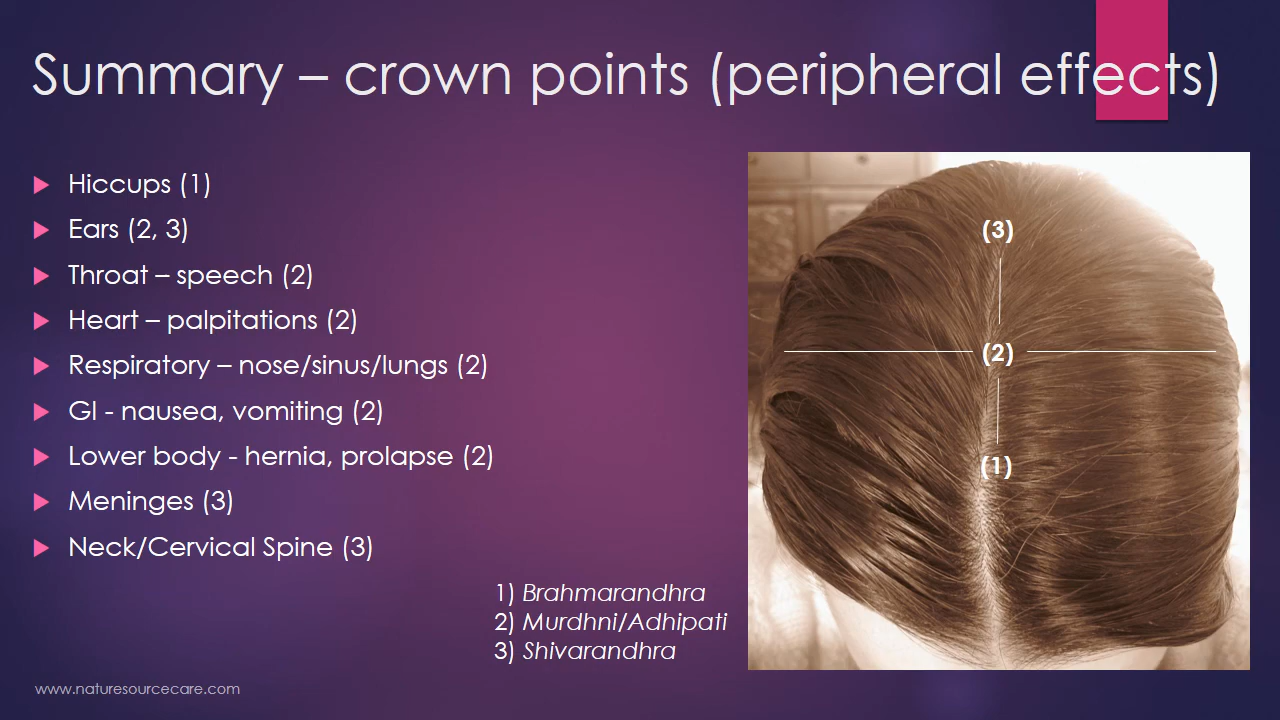 Summary – crown points (peripheral effects)
Hiccups (1)
Ears (2, 3)
Throat – speech (2)
Heart – palpitations (2)
Respiratory – nose/sinus/lungs (2)
GI - nausea, vomiting (2)
Lower body - hernia, prolapse (2)
Meninges (3)
Neck/Cervical Spine (3)
1) Brahmarandhra
2) Murdhni/Adhipati
3) Shivarandhra
(3)
(2)
(1)
www.naturesourcecare.com